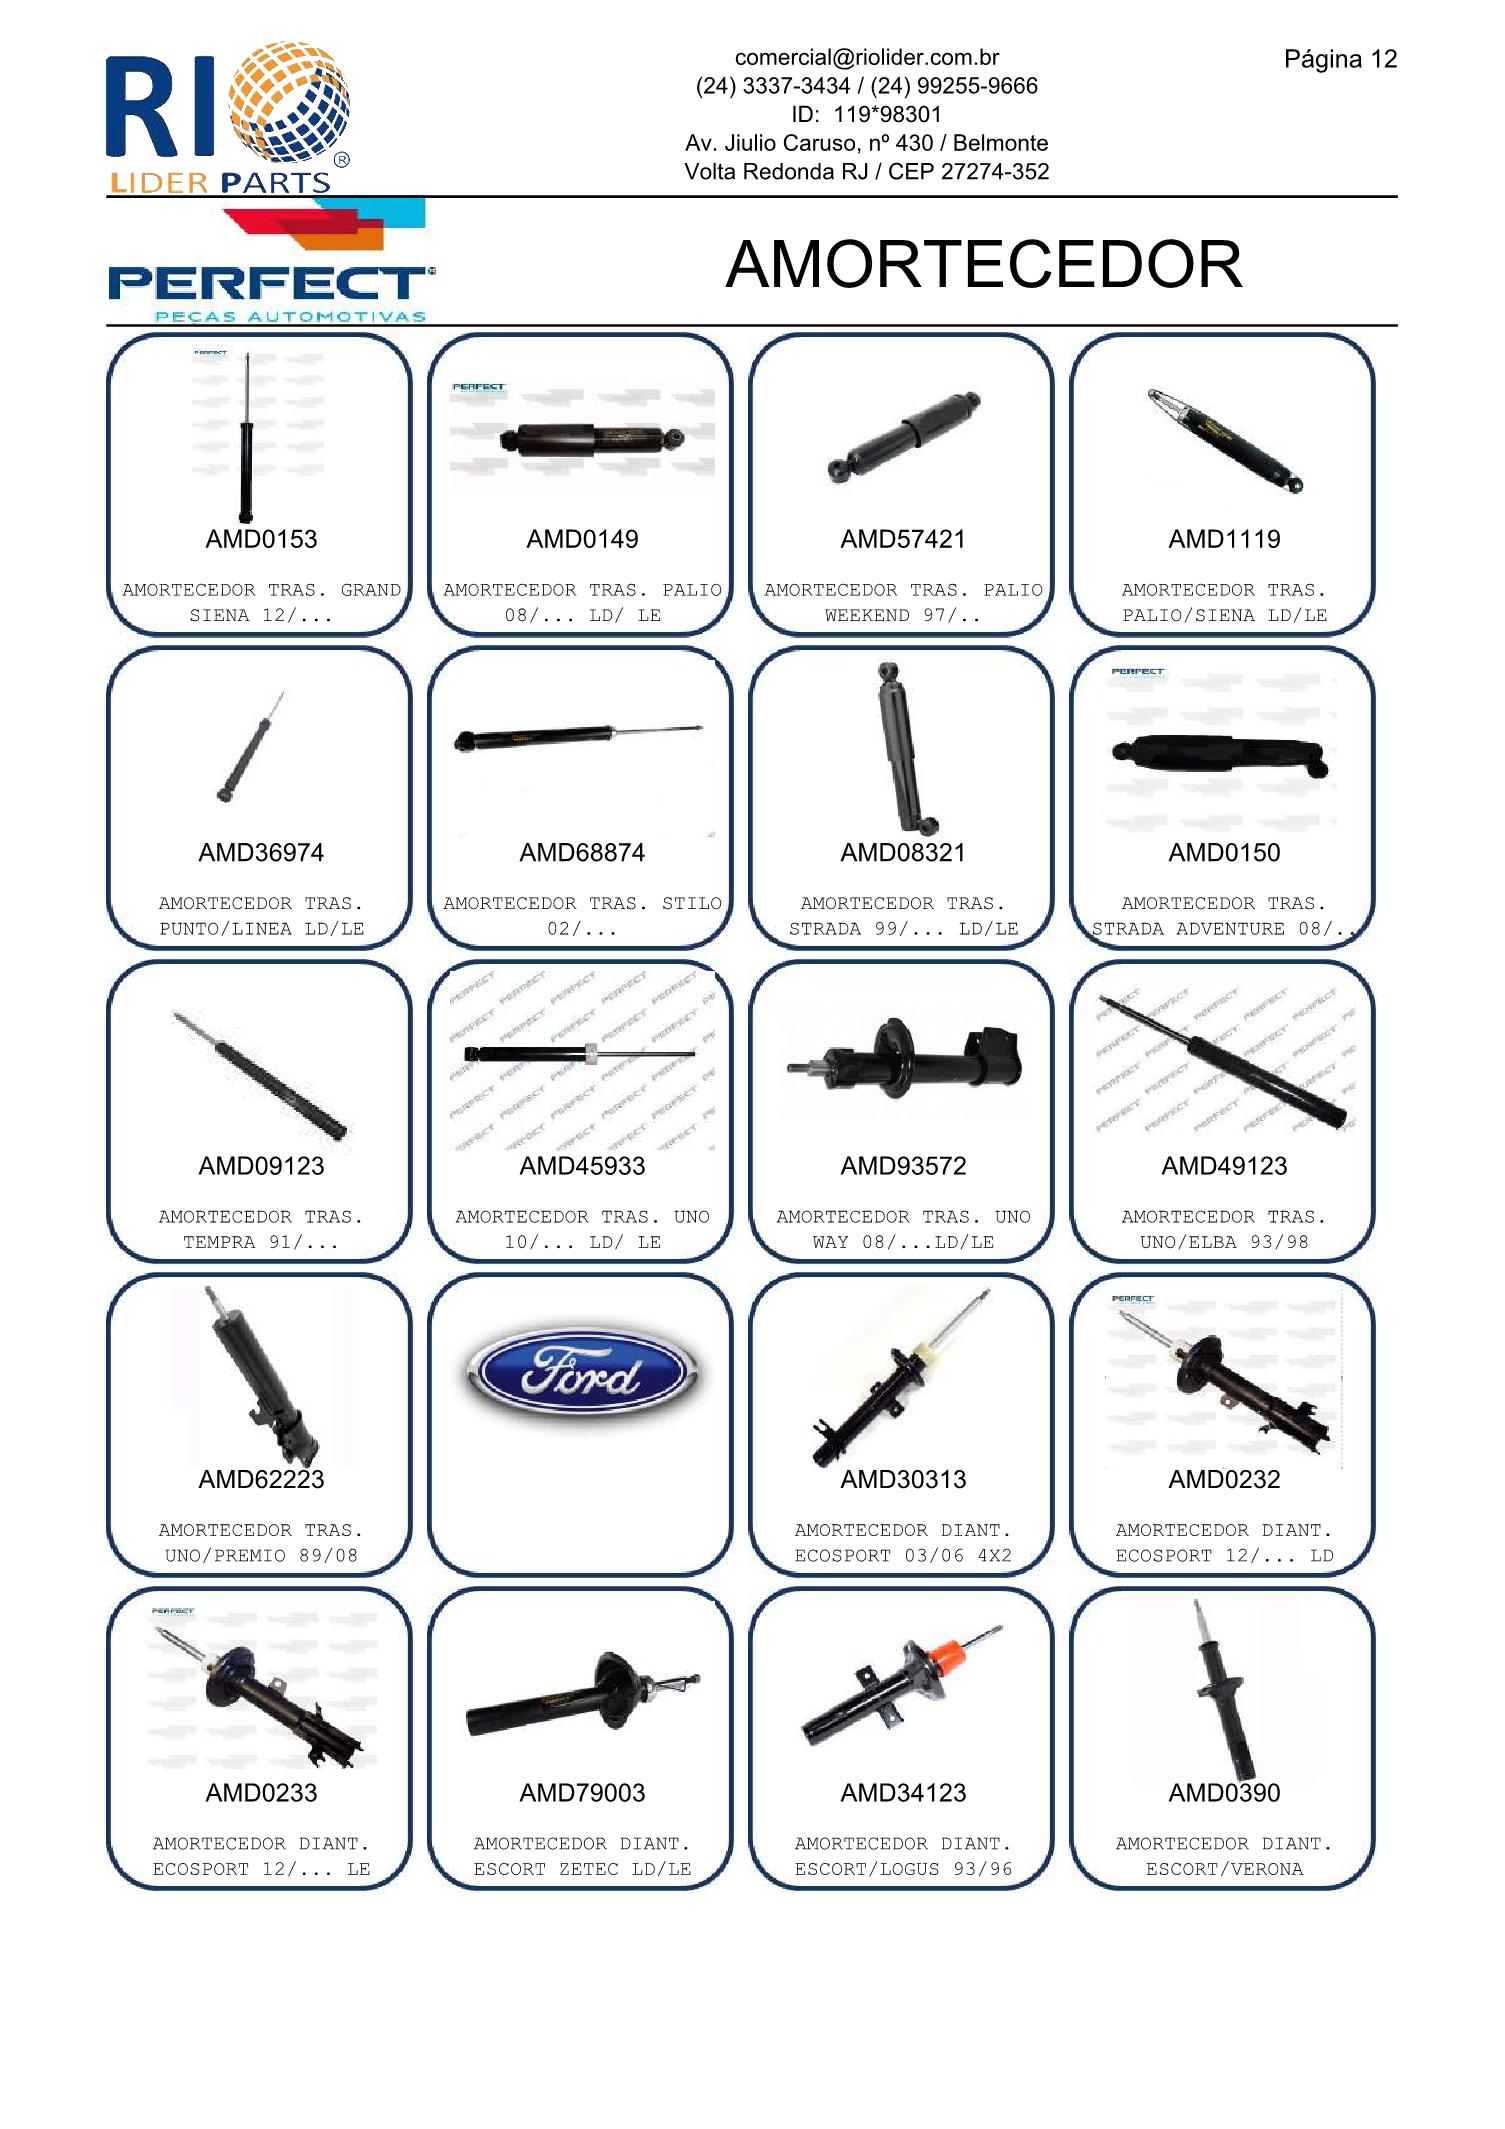 RIO
LIDER PARTS
®
comercial@riolider.com.br
(24) 3337-3434 / (24) 99255-9666
ID:  119*98301
Av. Jiulio Caruso, nº 430 / Belmonte
Volta Redonda RJ / CEP 27274-352
Página 12
PERFECT
PEÇAS AUTOMOTIVAS
AMORTECEDOR
PERFECT
AMD0153
AMORTECEDOR TRAS. GRAND
SIENA 12/...
PERFECT
AMD0149
AMORTECEDOR TRAS. PALIO
08/... LD/ LE
AMD57421
AMORTECEDOR TRAS. PALIO
WEEKEND 97/..
AMD1119
AMORTECEDOR TRAS.
PALIO/SIENA LD/LE
AMD36974
AMORTECEDOR TRAS.
PUNTO/LINEA LD/LE
AMD68874
AMORTECEDOR TRAS. STILO
02/...
AMD08321
AMORTECEDOR TRAS.
STRADA 99/... LD/LE
PERFECT
AMD0150
AMORTECEDOR TRAS.
STRADA ADVENTURE 08/..
AMD09123
AMORTECEDOR TRAS.
TEMPRA 91/...
PERFECT
AMD45933
AMORTECEDOR TRAS. UNO
10/... LD/ LE
AMD93572
AMORTECEDOR TRAS. UNO
WAY 08/...LD/LE
PERFECT
AMD49123
AMORTECEDOR TRAS.
UNO/ELBA 93/98
AMD62223
AMORTECEDOR TRAS.
UNO/PREMIO 89/08
Ford
AMD30313
AMORTECEDOR DIANT.
ECOSPORT 03/06 4X2
PERFECT
AMD0232
AMORTECEDOR DIANT.
ECOSPORT 12/... LD
PERFECT
AMD0233
AMORTECEDOR DIANT.
ECOSPORT 12/... LE
AMD79003
AMORTECEDOR DIANT.
ESCORT ZETEC LD/LE
AMD34123
AMORTECEDOR DIANT.
ESCORT/LOGUS 93/96
AMD0390
AMORTECEDOR DIANT.
ESCORT/VERONA